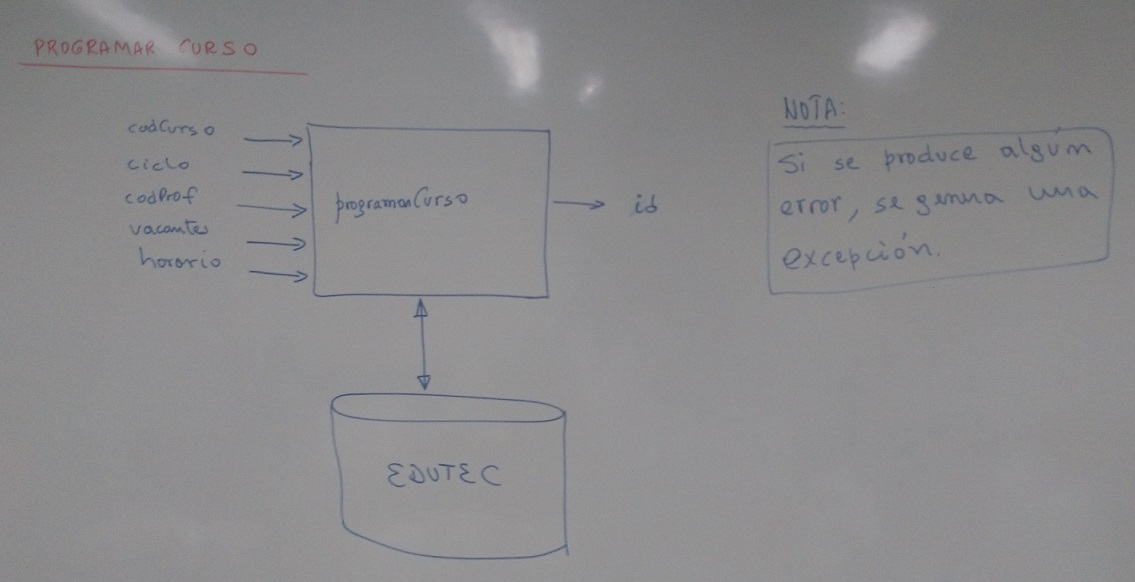 PROGRAMAR CURSO
codCurso
ciclo
codProf
vacantes
horario
programarCurso
id
EDUTEC
NOTA:
Si se produce algún
error, se genera una
excepción.